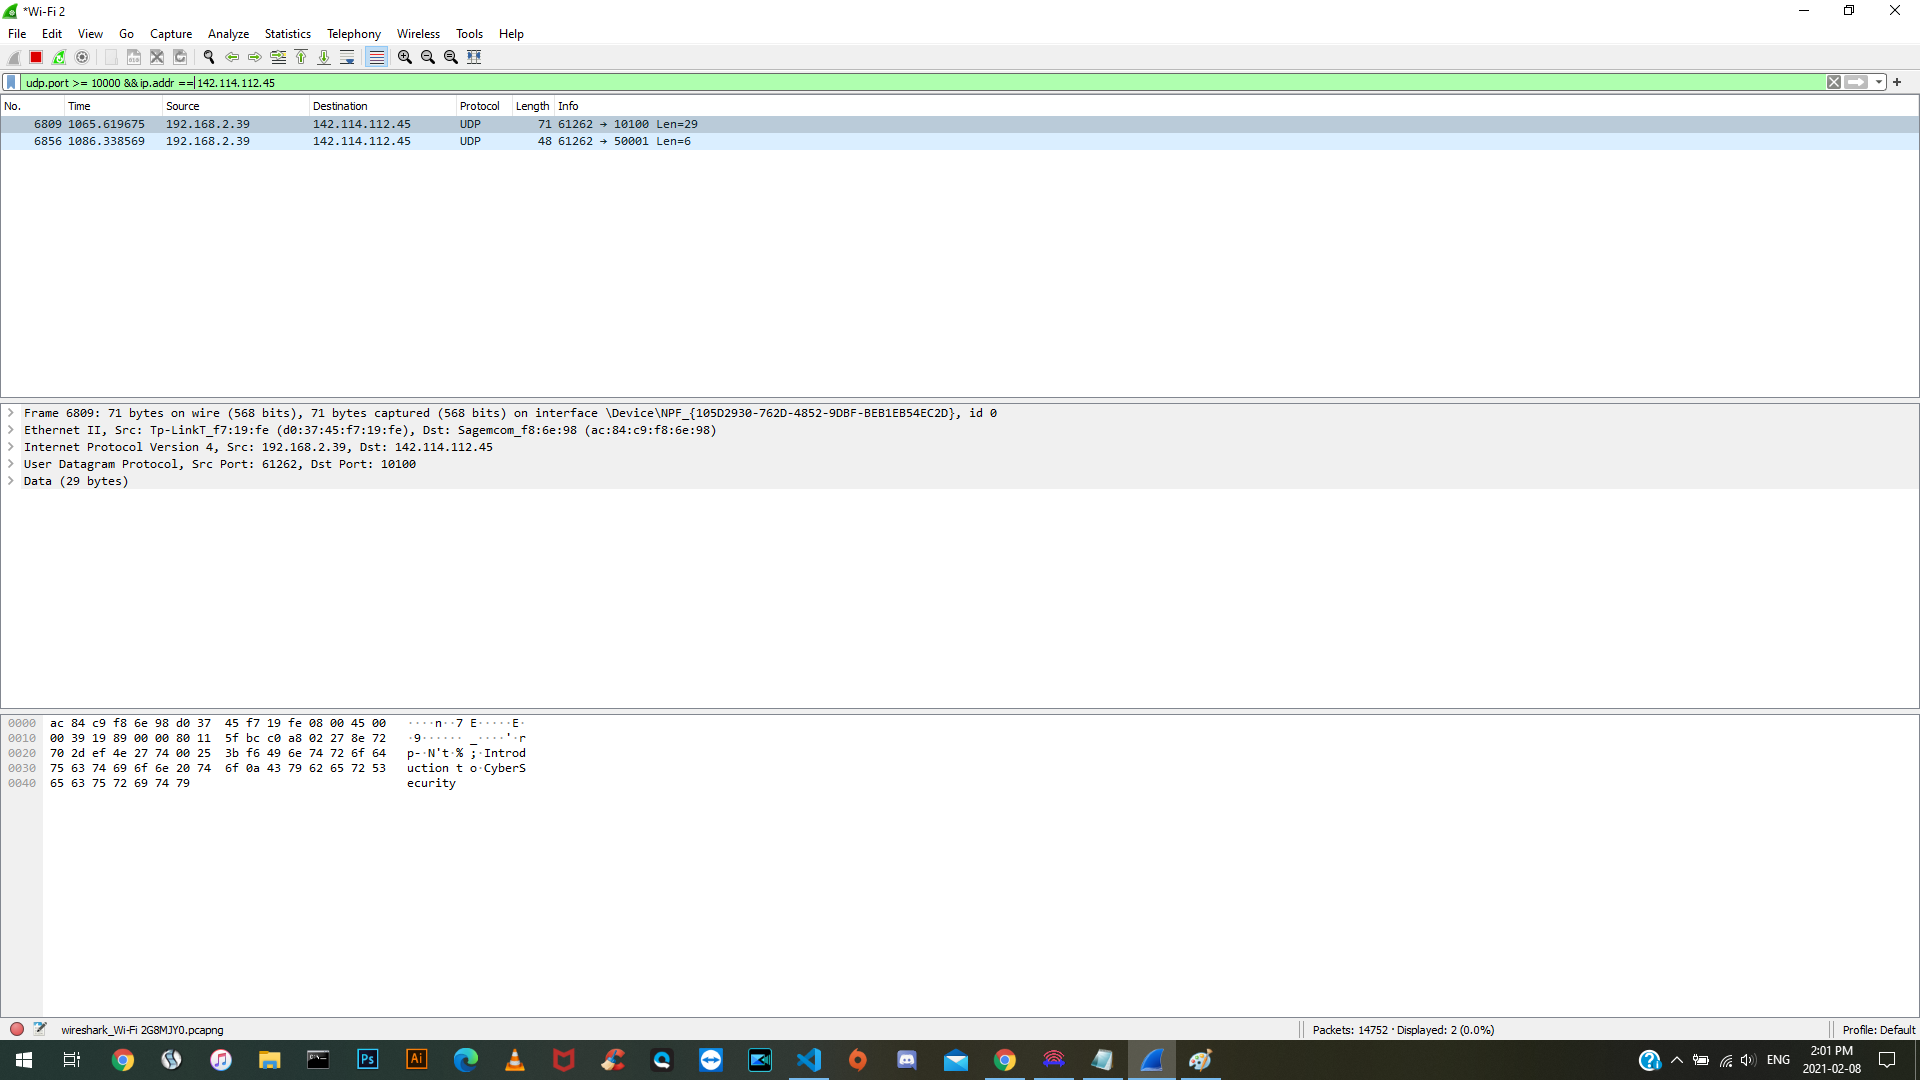 *Wi-Fi 2
File Edit View Go Capture Analyze Statistics Telephony Wireless Tools Help
udp.port >= 10000 && ip.addr == 142.114.112.45
No. Time Source Destination Protocol Length Info
6809 1065.619675 192.168.2.39 142.114.112.45 UDP 71 61262 → 10100 Len=29
6856 1086.338569 192.168.2.39 142.114.112.45 UDP 48 61262 → 50001 Len=6
Frame 6809: 71 bytes on wire (568 bits), 71 bytes captured (568 bits) on interface \Device\NPF_{105D2930-762D-4852-9DBF-BEB1EB54EC2D}, id 0
Ethernet II, Src: Tp-LinkT_f7:19:fe (d0:37:45:f7:19:fe), Dst: Sagemcom_f8:6e:98 (ac:84:c9:f8:6e:98)
Internet Protocol Version 4, Src: 192.168.2.39, Dst: 142.114.112.45
User Datagram Protocol, Src Port: 61262, Dst Port: 10100
Data (29 bytes)
0000 ac 84 c9 f8 6e 98 d0 37 45 f7 19 fe 08 00 45 00 ····n··7 E·····E·
0010 00 39 19 89 00 00 80 11 5f bc c0 a8 02 27 8e 72 ·9······ _····'·r
0020 70 2d ef 4e 27 74 00 25 3b f6 49 6e 74 72 6f 64 p-·N't·% ;·Introd
0030 75 63 74 69 6f 6e 20 74 6f 0a 43 79 62 65 72 53 uction t o·CyberS
0040 65 63 75 72 69 74 79 ecurity
wireshark_Wi-Fi 2G8MJY0.pcapng Packets: 14752 · Displayed: 2 (0.0%) Profile: Default
Ps Ai ENG 2:01 PM
2021-02-08